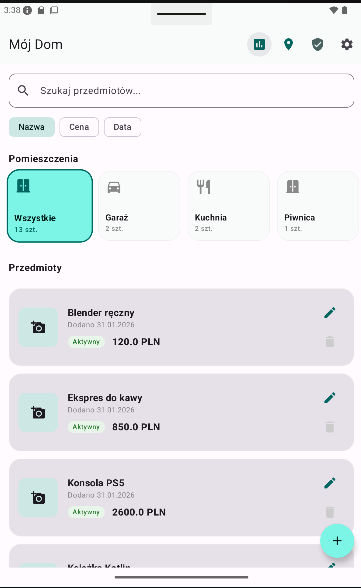 3:38
Mój Dom
Szukaj przedmiotów...
Nazwa Cena Data
Pomieszczenia
Wszystkie Garaż Kuchnia Piwnica
13 szt. 2 szt. 2 szt. 1 szt.
Przedmioty
Blender ręczny
Dodano 31.01.2026
Aktywny 120.0 PLN
Ekspres do kawy
Dodano 31.01.2026
Aktywny 850.0 PLN
Konsola PS5
Dodano 31.01.2026
Aktywny 2600.0 PLN
+
Książka Kotlin